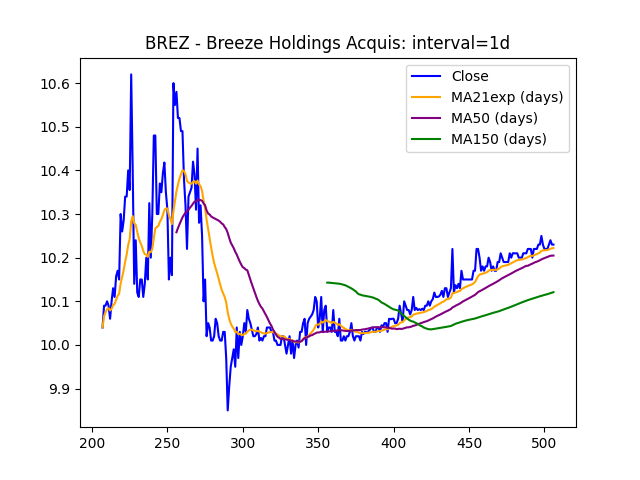 BREZ - Breeze Holdings Acquis: interval=1d
Close
MA21exp (days)
MA50 (days)
MA150 (days)
10.6
10.5
10.4
10.3
10.2
10.1
10.0
9.9
200 250 300 350 400 450 500